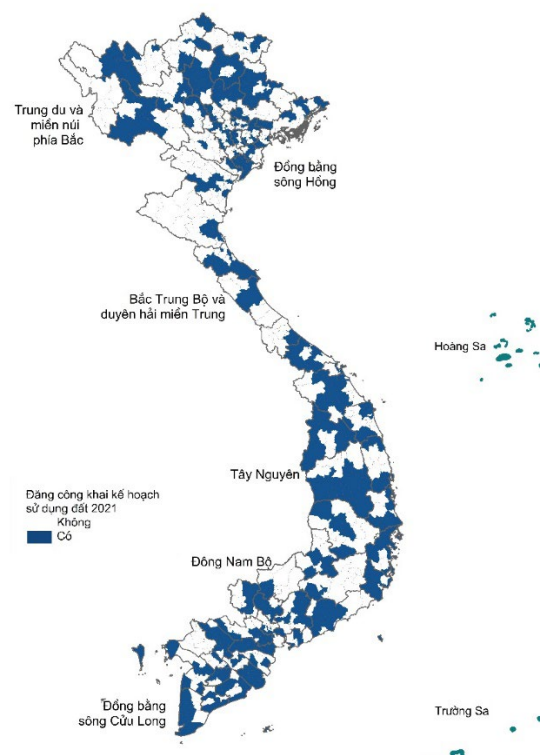 Trung du và
miền núi
phía Bắc
Đồng bằng
sông Hồng
Bắc Trung Bộ và
duyên hải miền Trung
Hoàng Sa
Tây Nguyên
Đăng công khai kế hoạch
sử dụng đất 2021
Không
Có
Đông Nam Bộ
Đồng bằng
sông Cửu Long
Trường Sa